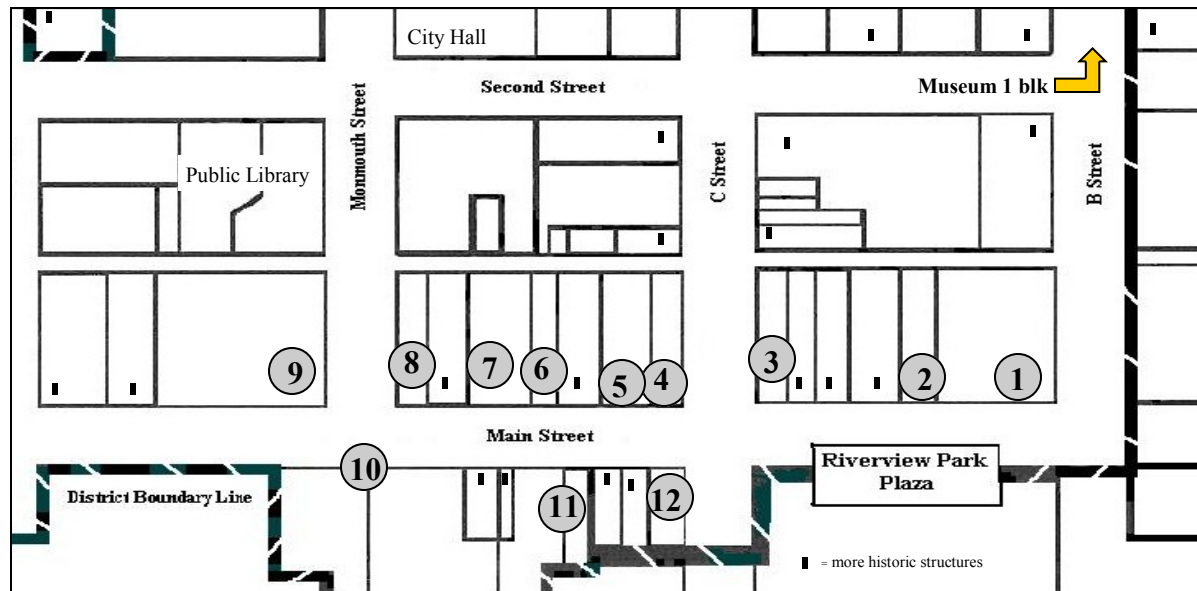 City Hall
Second Street
Museum 1 blk
Monmouth Street
Public Library
C Street
B Street
9
8
7
6
5
4
3
2
1
Main Street
10
11
12
Riverview Park
Plaza
District Boundary Line
= more historic structures